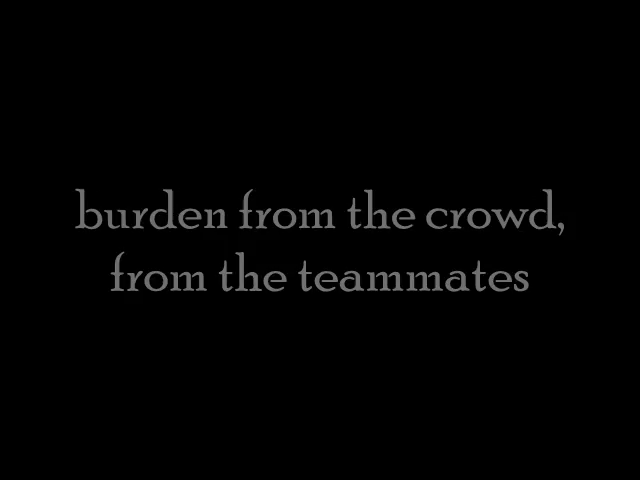 burden from the crowd,
from the teammates